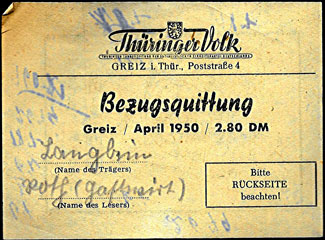 Thüringer Volk
GREIZ i. Thür., Poststraße 4
Bezugsquittung
Greiz / April 1950 / 2.80 DM
Langbein
(Name des Trägers)
Roth (Gastwirt)
(Name des Lesers)
Bitte
RÜCKSEITE
beachten!